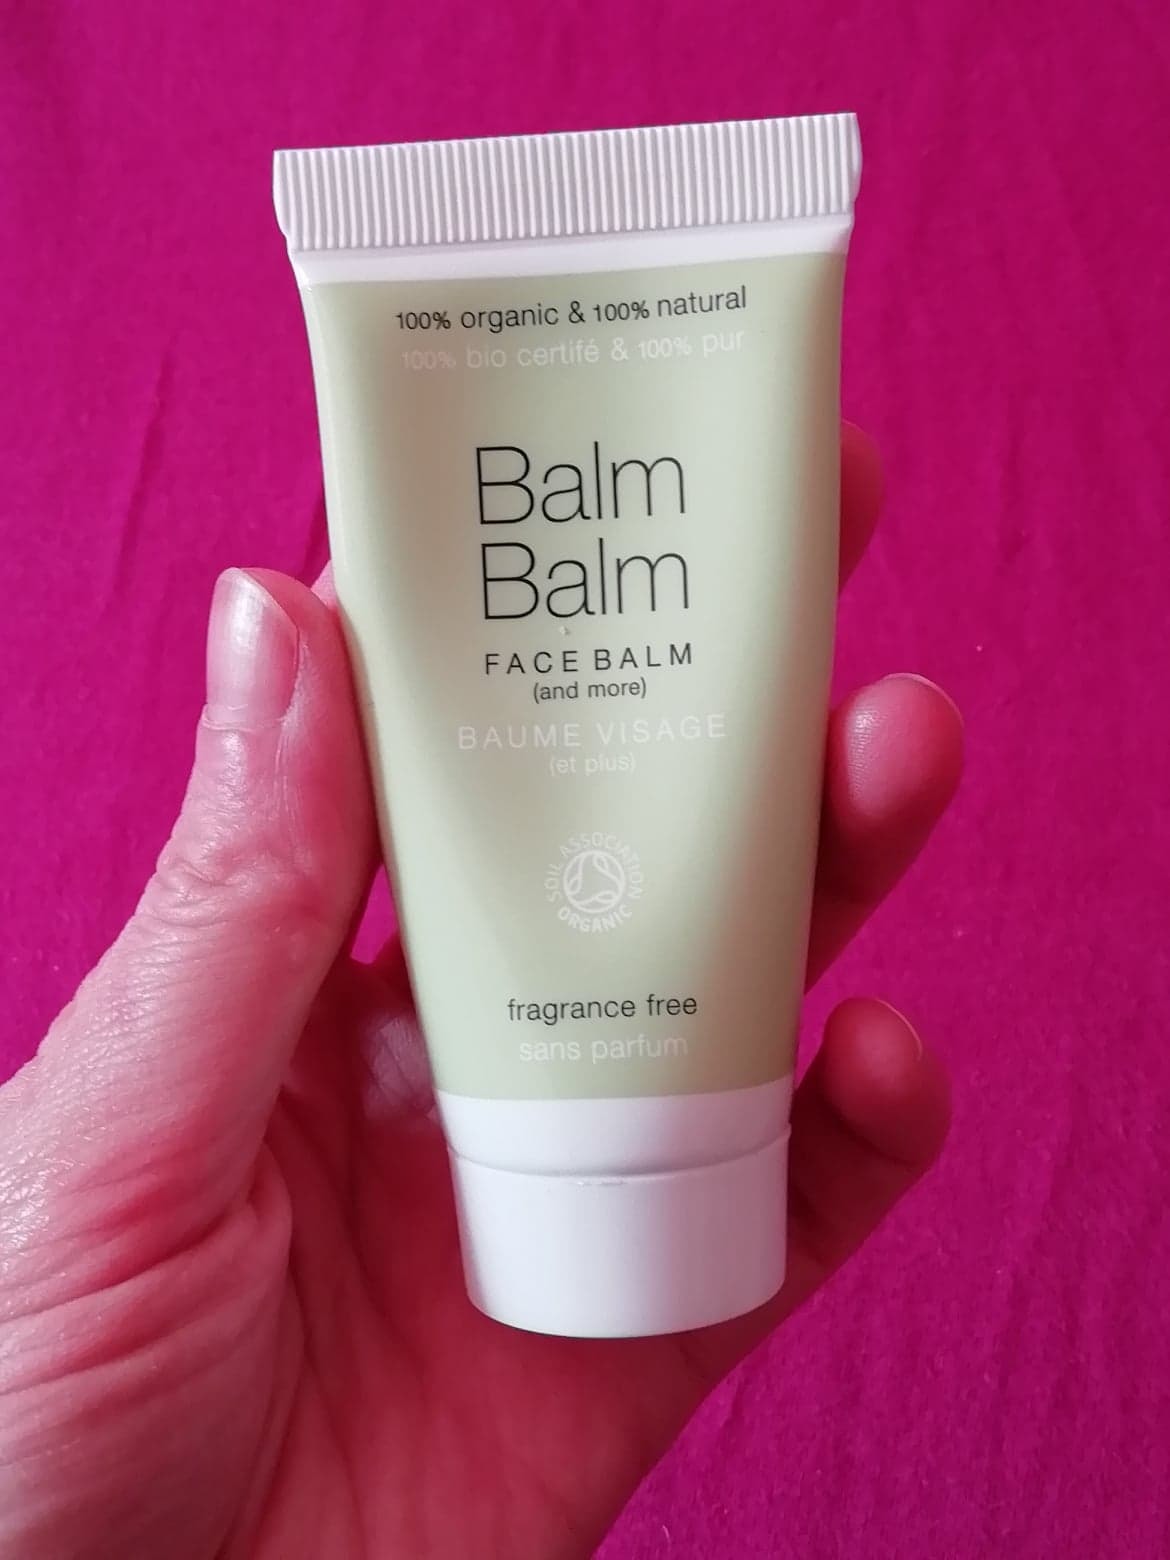 100% organic & 100% natural
100% bio certifé & 100% pur
Balm
Balm
FACE BALM
(and more)
BAUME VISAGE
(et plus)
SOIL ASSOCIATION
ORGANIC
fragrance free
sans parfum